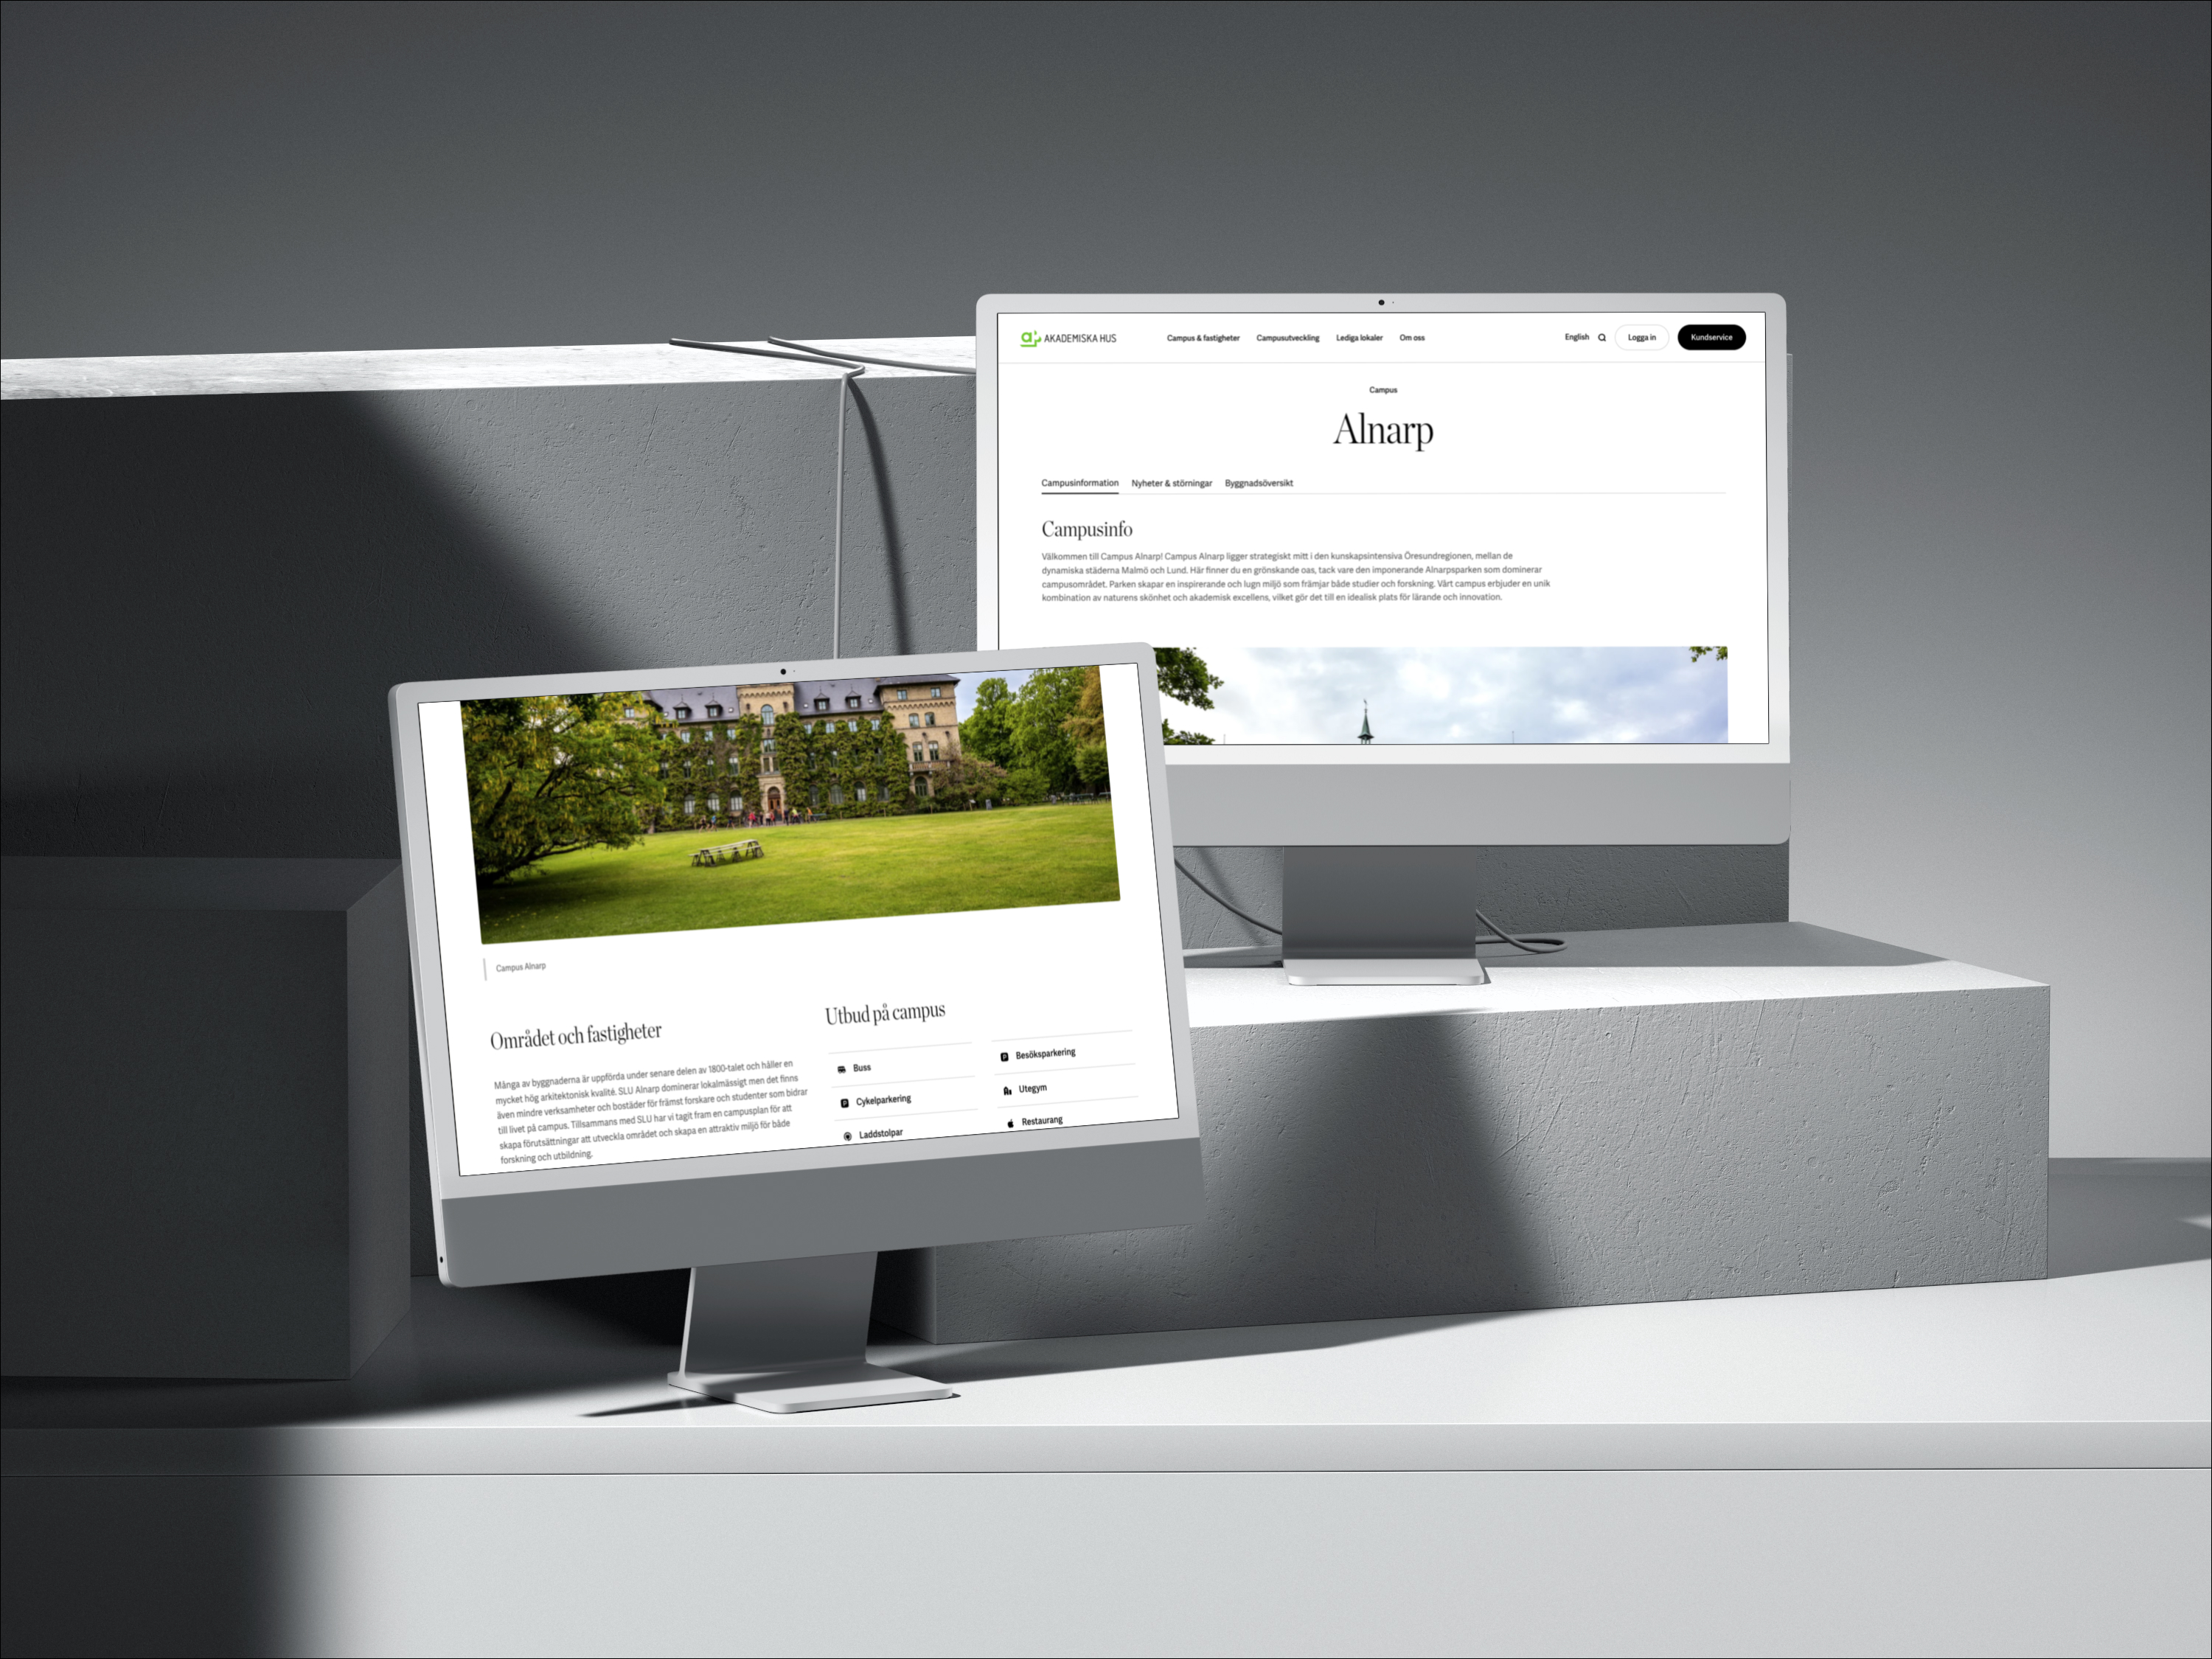 AKADEMISKA HUS
Campus & fastigheter
Campusutveckling
Lediga lokaler
Om oss
English
Logga in
Kundservice
Campus
Alnarp
Campusinformation
Nyheter & störningar
Byggnadsöversikt
Campusinfo
Välkommen till Campus Alnarp! Campus Alnarp ligger strategiskt mitt i den kunskapsintensiva Öresundregionen, mellan de
dynamiska städerna Malmö och Lund. Här finner du en grönskande oas, tack vare den imponerande Alnarpsparken som dominerar
campusområdet. Parken skapar en inspirerande och lugn miljö som främjar både studier och forskning. Vårt campus erbjuder en unik
kombination av naturens skönhet och akademisk excellens, vilket gör det till en idealisk plats för lärande och innovation.
Campus Alnarp
Området och fastigheter
Många av byggnaderna är uppförda under senare delen av 1800-talet och håller en
mycket hög arkitektonisk kvalité. SLU Alnarp dominerar lokalmässigt men det finns
även mindre verksamheter och bostäder för främst forskare och studenter som bidrar
till livet på campus. Tillsammans med SLU har vi tagit fram en campusplan för att
skapa förutsättningar att utveckla området och skapa en attraktiv miljö för både
forskning och utbildning.
Utbud på campus
Buss
Cykelparkering
Laddstolpar
Besöksparkering
Utegym
Restaurang